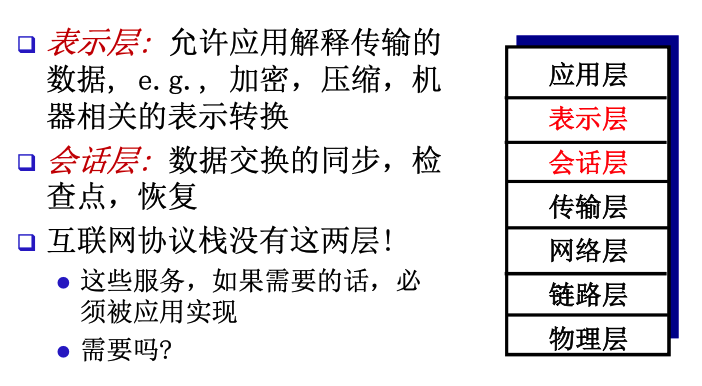 表示层: 允许应用解释传输的
数据, e.g., 加密，压缩，机
器相关的表示转换
会话层: 数据交换的同步，检
查点，恢复
互联网协议栈没有这两层!
这些服务，如果需要的话，必
须被应用实现
需要吗?
应用层
表示层
会话层
传输层
网络层
链路层
物理层